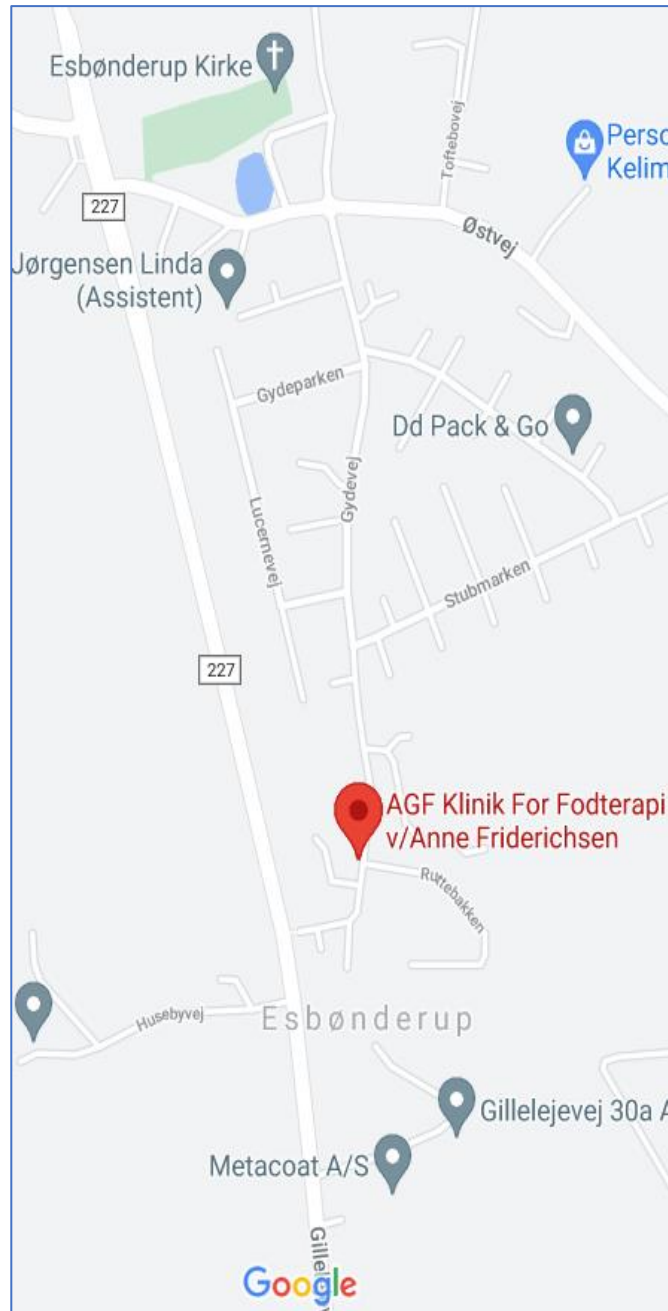 Esbønderup Kirke
Toftebovej
Perso
Kelim
227
Østvej
Jørgensen Linda
(Assistent)
Gydeparken
Dd Pack & Go
Gydevej
Lucernevej
Stubmarken
227
AGF Klinik For Fodterapi
v/Anne Friderichsen
Ruttebakken
Husebyvej
Esbønderup
Gillelejevej 30a A
Metacoat A/S
Gillele
Google